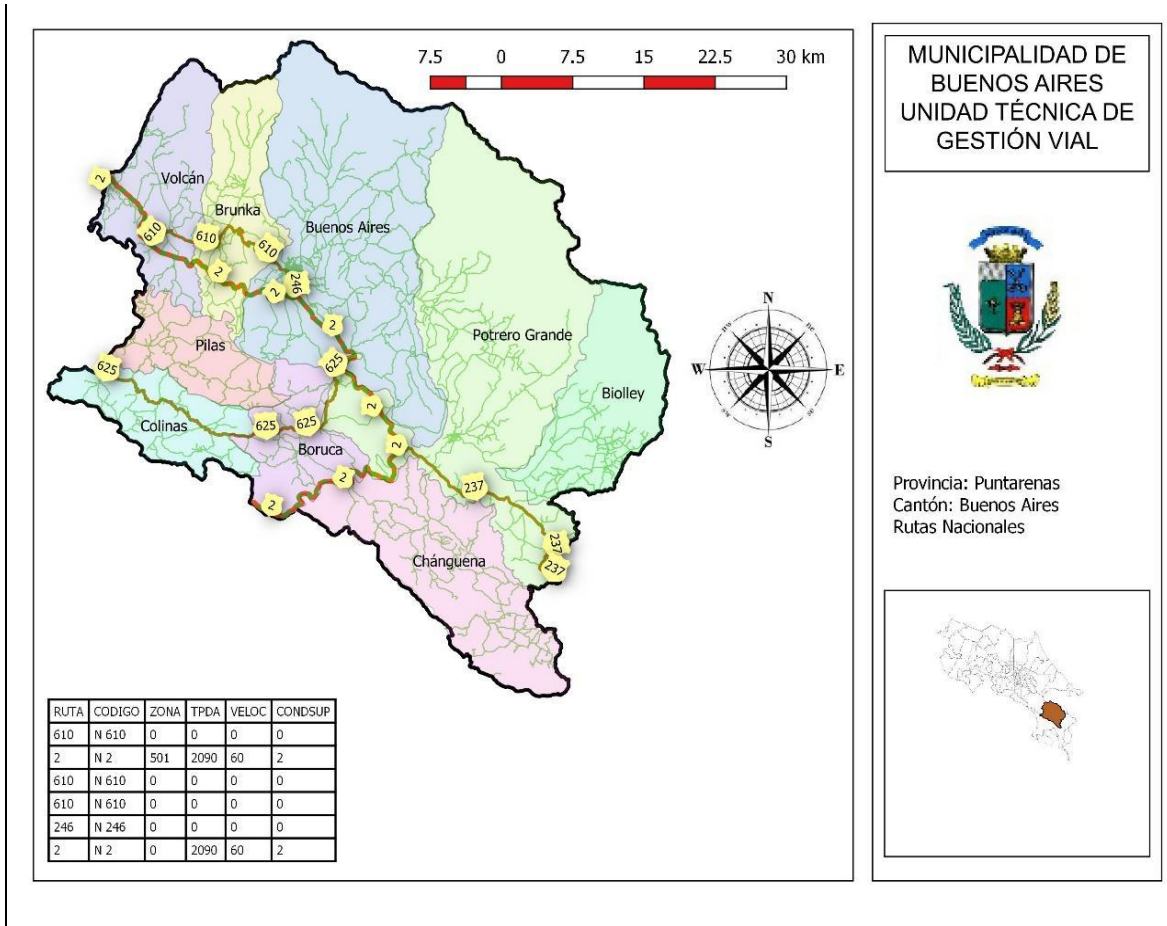 7.5 0 7.5 15 22.5 30 km
MUNICIPALIDAD DE
BUENOS AIRES
UNIDAD TÉCNICA DE
GESTIÓN VIAL
Volcán
2
Brunka
Buenos Aires
610
610
610
2
2
246
2
Potrero Grande
Pilas
625
625
Biolley
Colinas
2
625
625
Boruca
2
2
2
237
237
237
Chánguena
N
W
E
S
Provincia: Puntarenas
Cantón: Buenos Aires
Rutas Nacionales
RUTA CODIGO ZONA TPDA VELOC CONDSUP
610 N 610 0 0 0 0
2 N 2 501 2090 60 2
610 N 610 0 0 0 0
610 N 610 0 0 0 0
246 N 246 0 0 0 0
2 N 2 0 2090 60 2